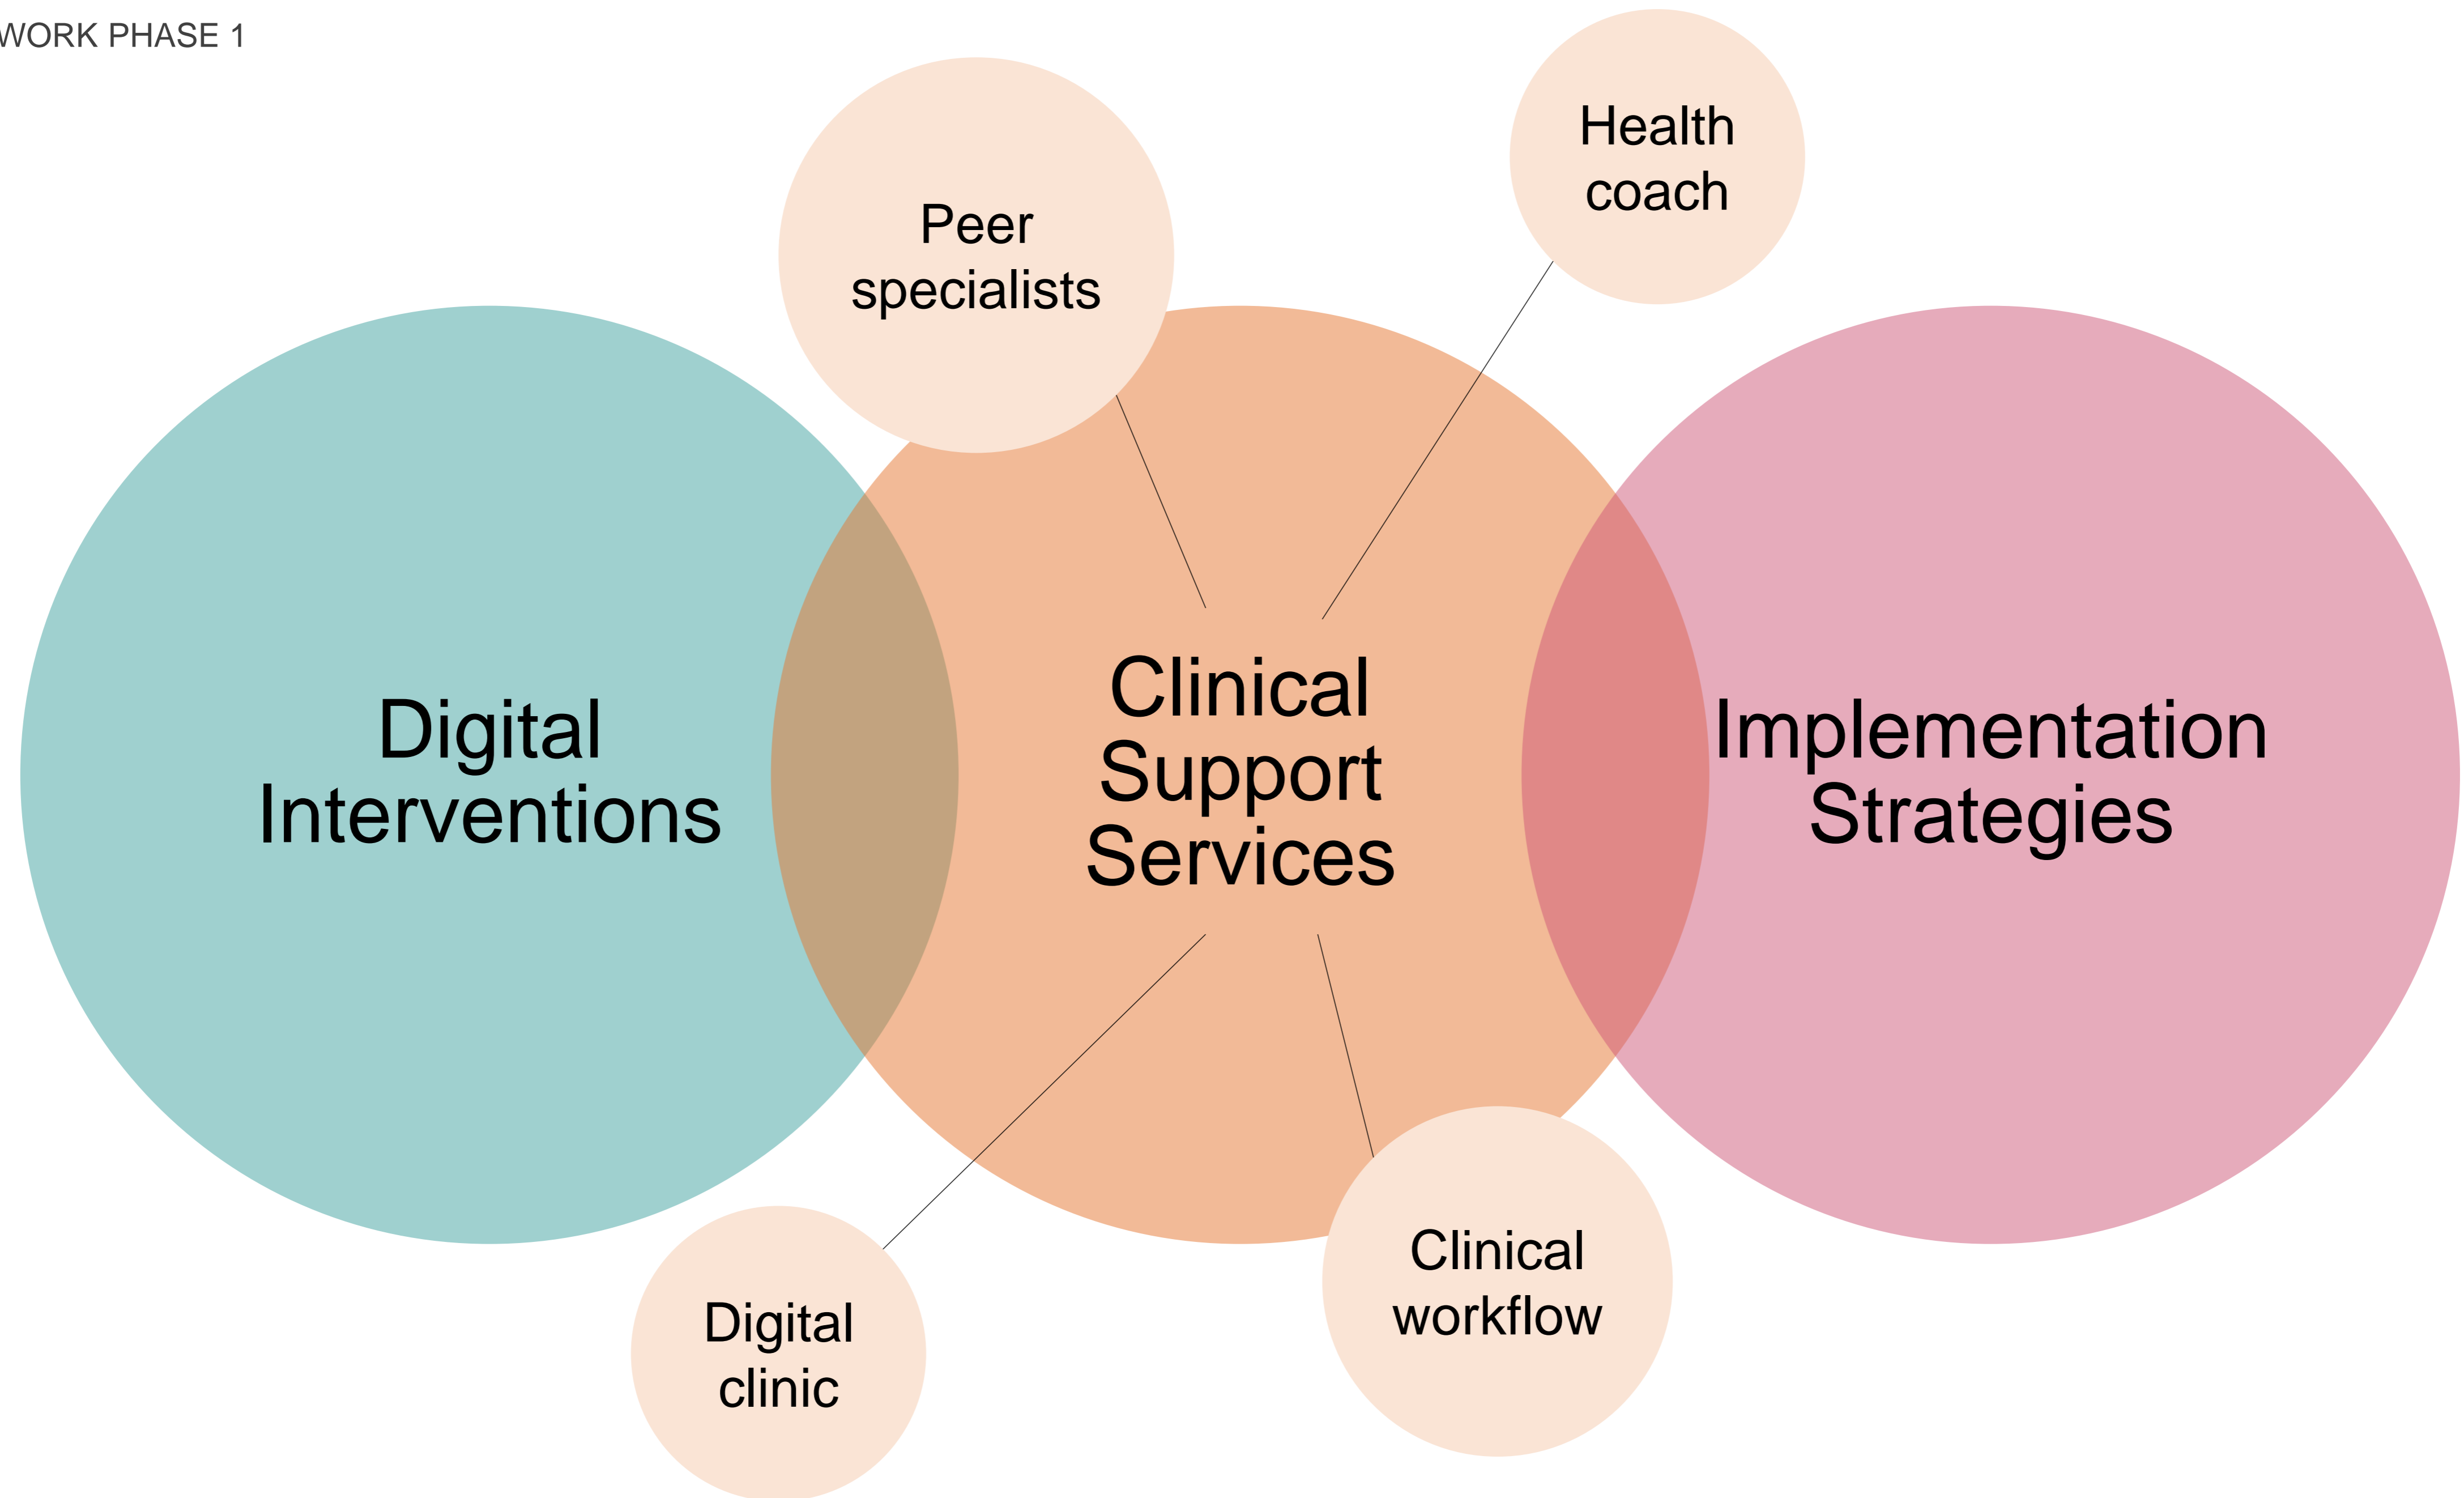 WORK PHASE 1
Health
coach
Peer
specialists
Digital
Interventions
Clinical
Support
Services
Implementation
Strategies
Clinical
workflow
Digital
clinic